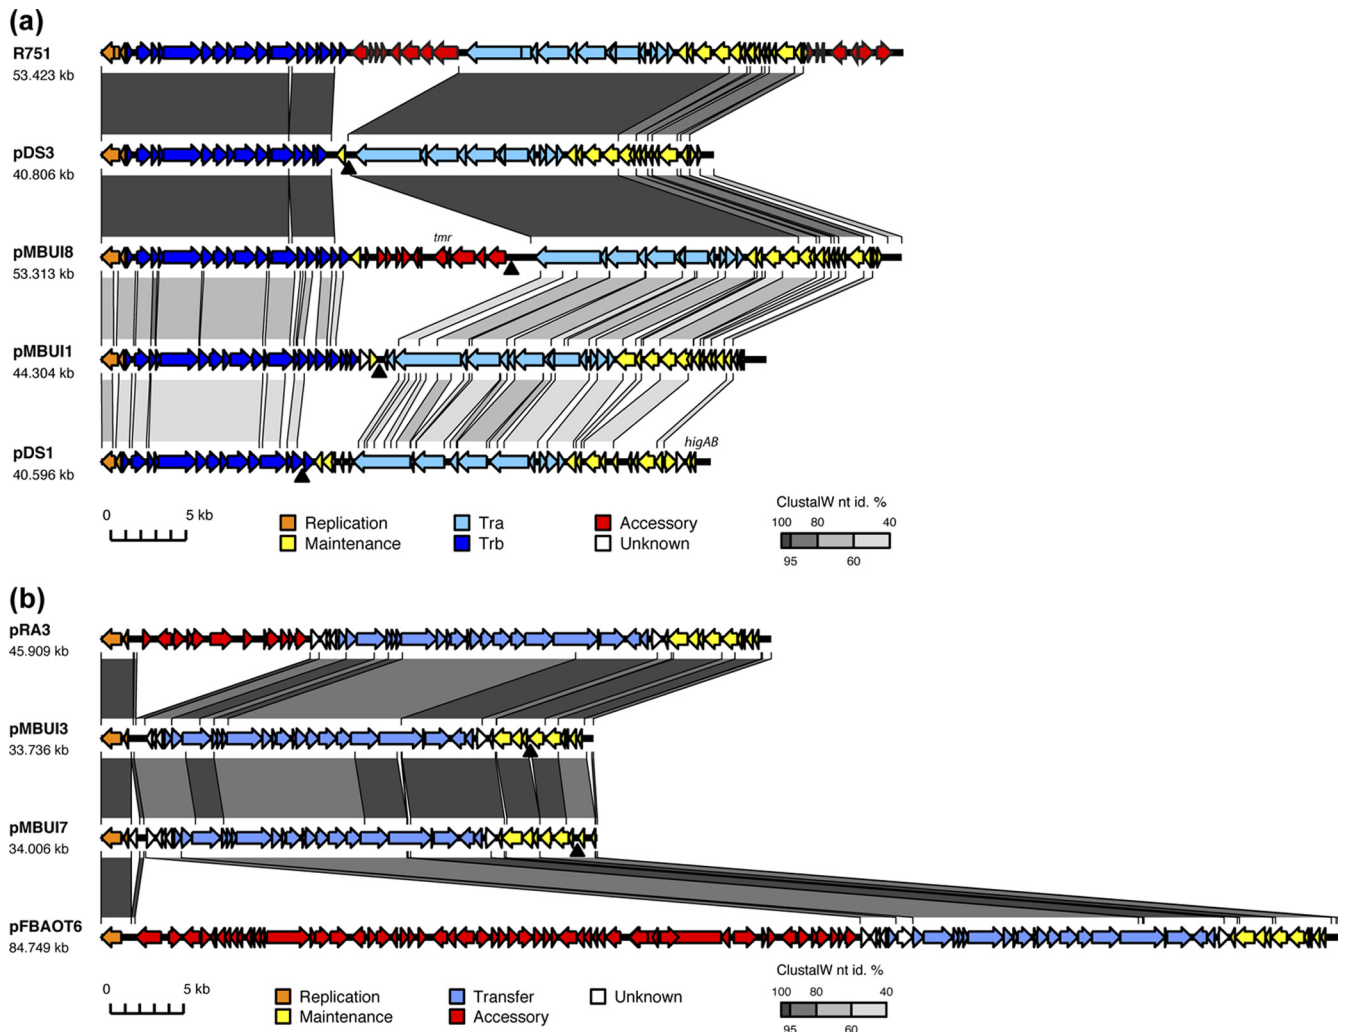 (a)
R751
53.423 kb
pDS3
40.806 kb
tmr
pMBUI8
53.313 kb
pMBUI1
44.304 kb
higAB
pDS1
40.596 kb
0 5 kb
Replication Tra Accessory
Maintenance Trb Unknown
ClustalW nt id. %
100 80 40
95 60
(b)
pRA3
45.909 kb
pMBUI3
33.736 kb
pMBUI7
34.006 kb
pFBAOT6
84.749 kb
0 5 kb
Replication Transfer Unknown
Maintenance Accessory
ClustalW nt id. %
100 80 40
95 60